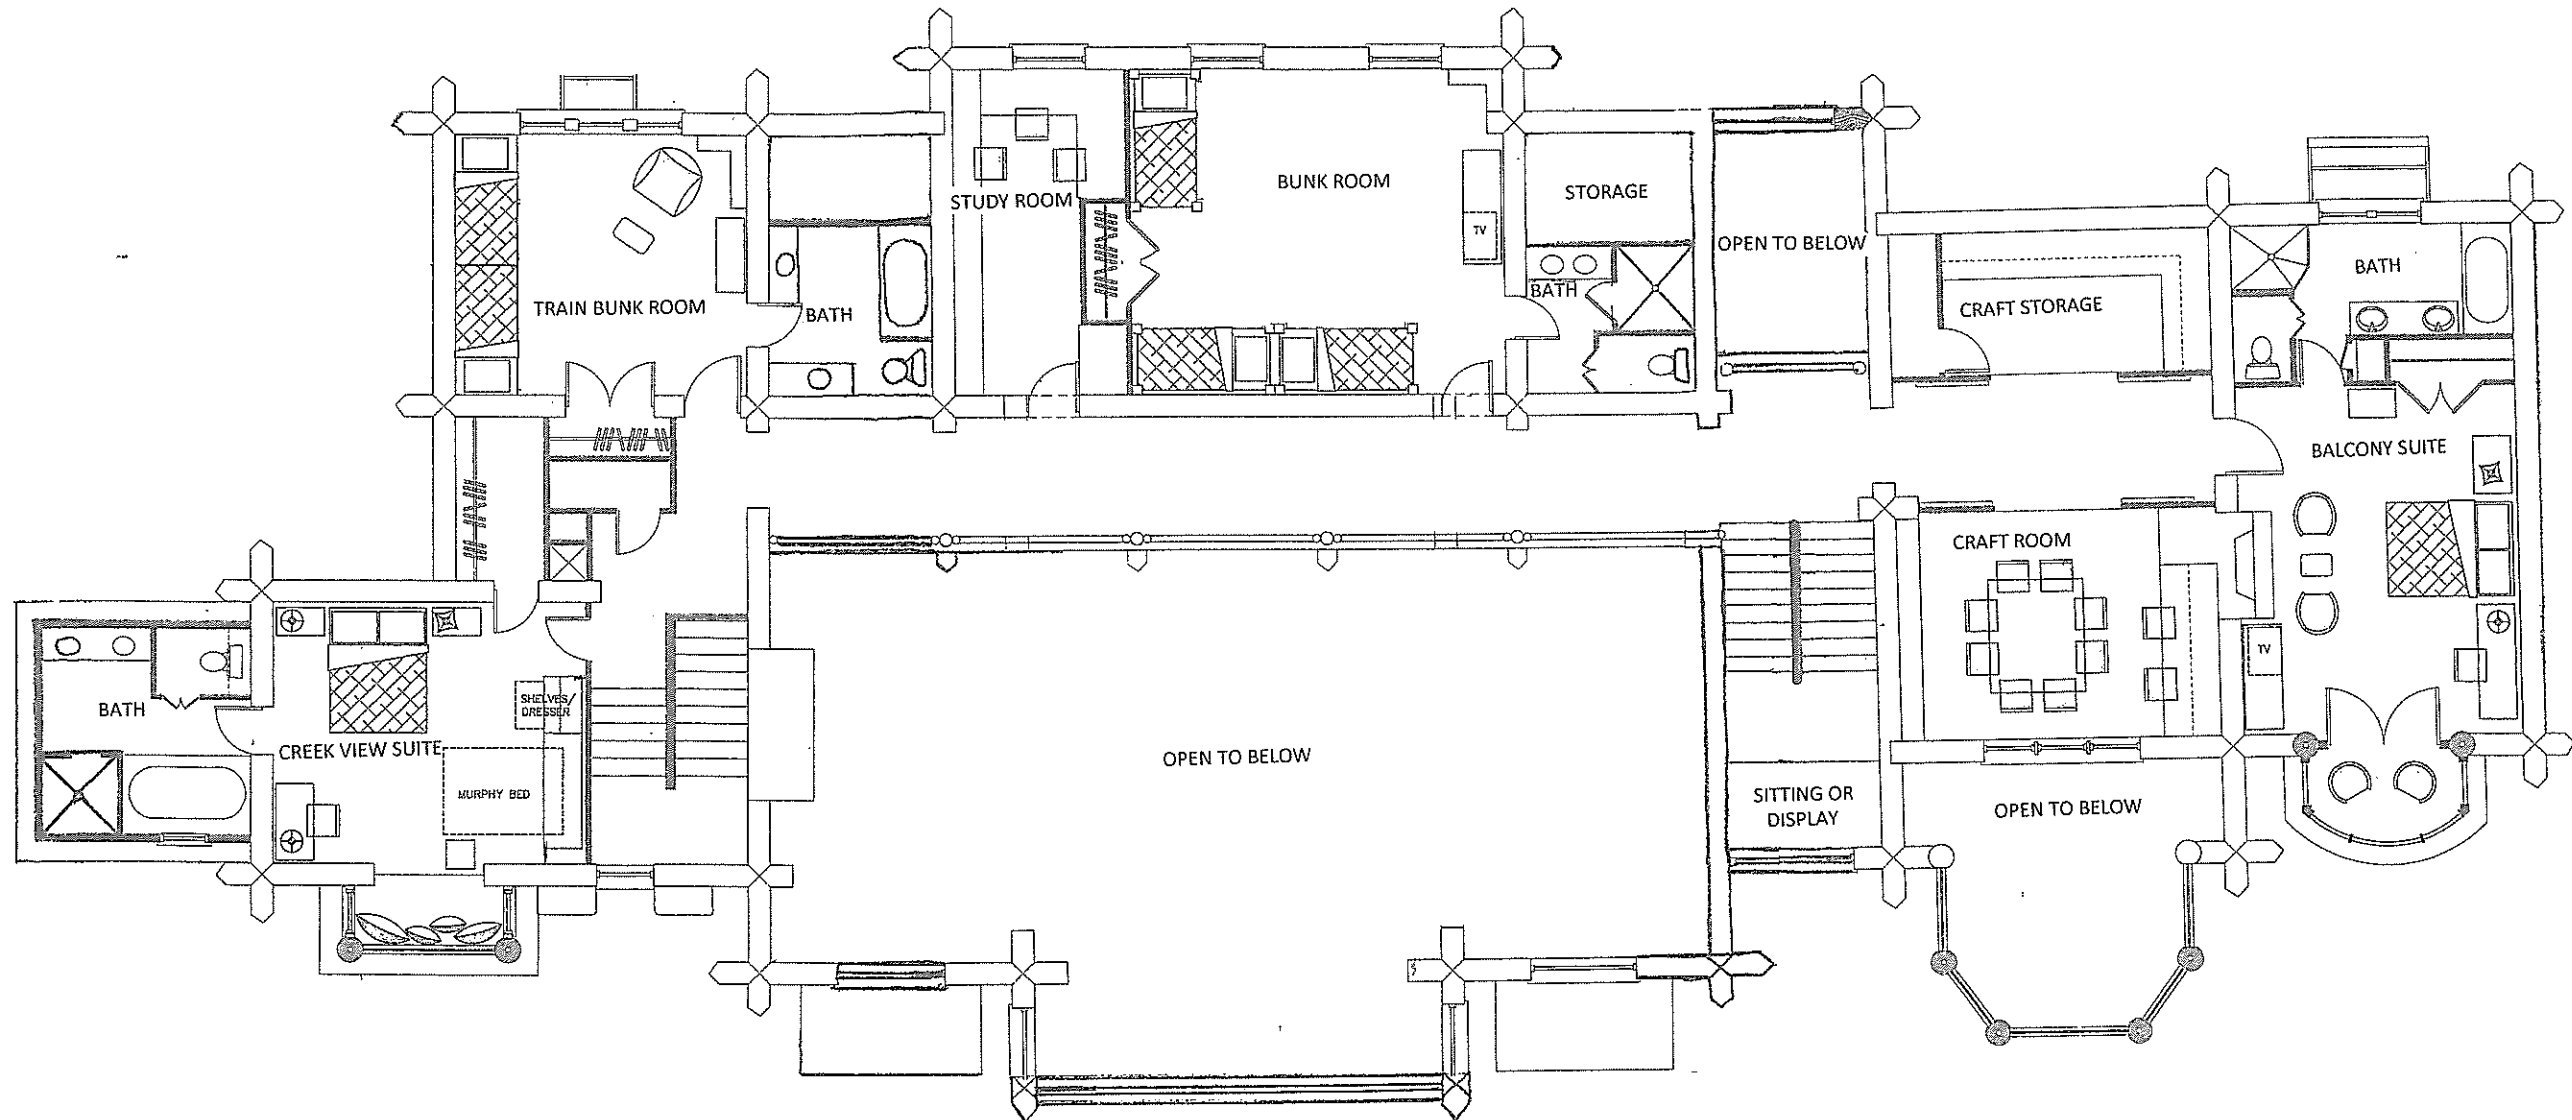 BUNK ROOM
STORAGE
STUDY ROOM
TV
OPEN TO BELOW
BATH
TRAIN BUNK ROOM
BATH
BATH
CRAFT STORAGE
BALCONY SUITE
CRAFT ROOM
TV
SHELVES/
DRESSER
BATH
CREEK VIEW SUITE
MURPHY BED
OPEN TO BELOW
SITTING OR
DISPLAY
OPEN TO BELOW